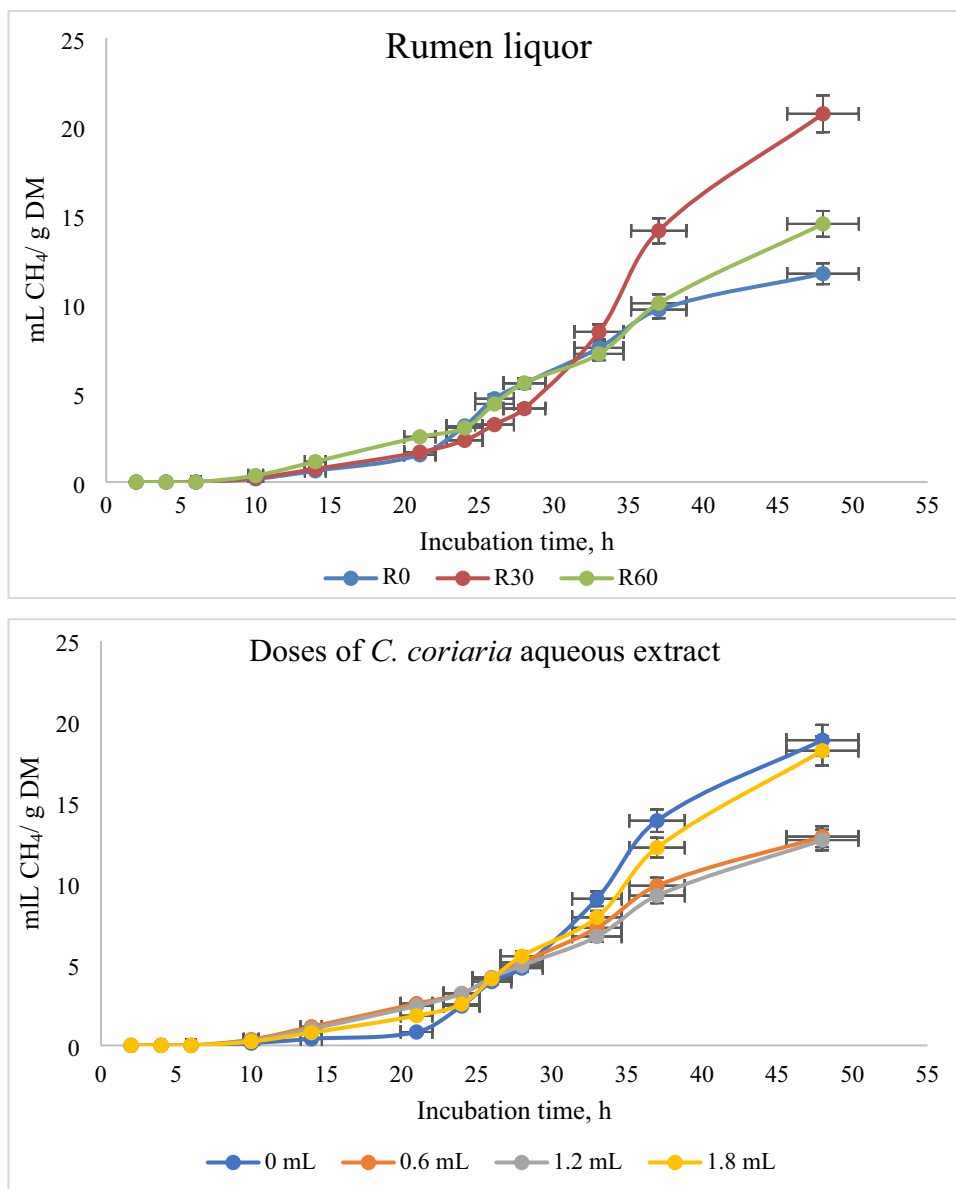 Rumen liquor
25
20
15
10
5
0
mL CH₄/ g DM
0 5 10 15 20 25 30 35 40 45 50 55
Incubation time, h
R0 R30 R60
Doses of C. coriaria aqueous extract
25
20
15
10
5
0
mlL CH₄/ g DM
0 5 10 15 20 25 30 35 40 45 50 55
Incubation time, h
0 mL 0.6 mL 1.2 mL 1.8 mL